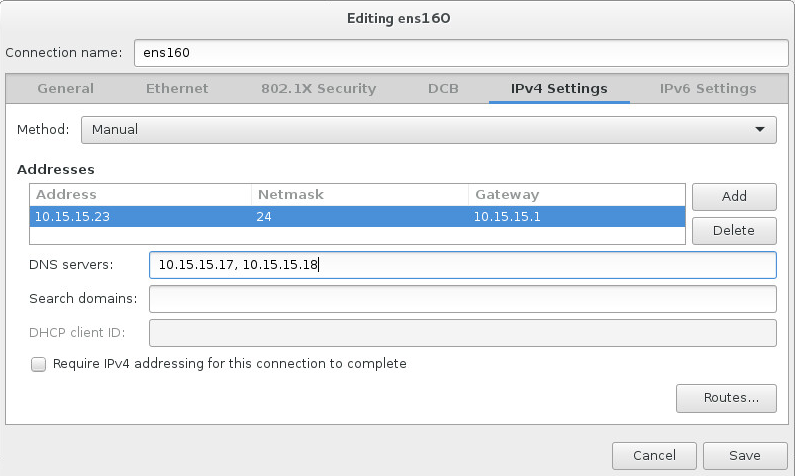 Editing ens160
Connection name: ens160
General Ethernet 802.1X Security DCB IPv4 Settings IPv6 Settings
Method: Manual
Addresses
Address Netmask Gateway
10.15.15.23 24 10.15.15.1
Add
Delete
DNS servers: 10.15.15.17, 10.15.15.18
Search domains:
DHCP client ID:
Require IPv4 addressing for this connection to complete
Routes...
Cancel Save